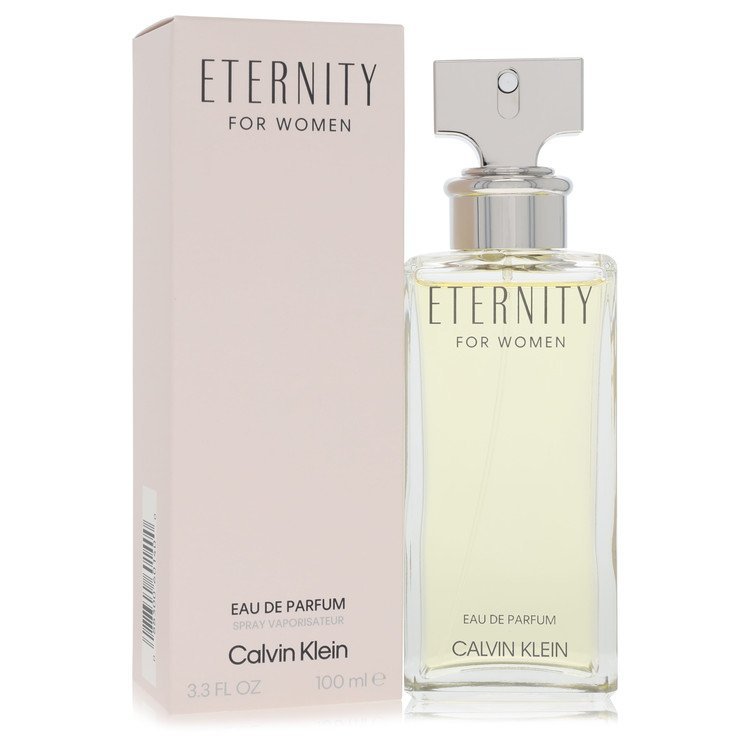 ETERNITY
FOR WOMEN
EAU DE PARFUM
SPRAY VAPORISATEUR
Calvin Klein
3.3 FL OZ 100 ml ℮
ETERNITY
FOR WOMEN
EAU DE PARFUM
CALVIN KLEIN